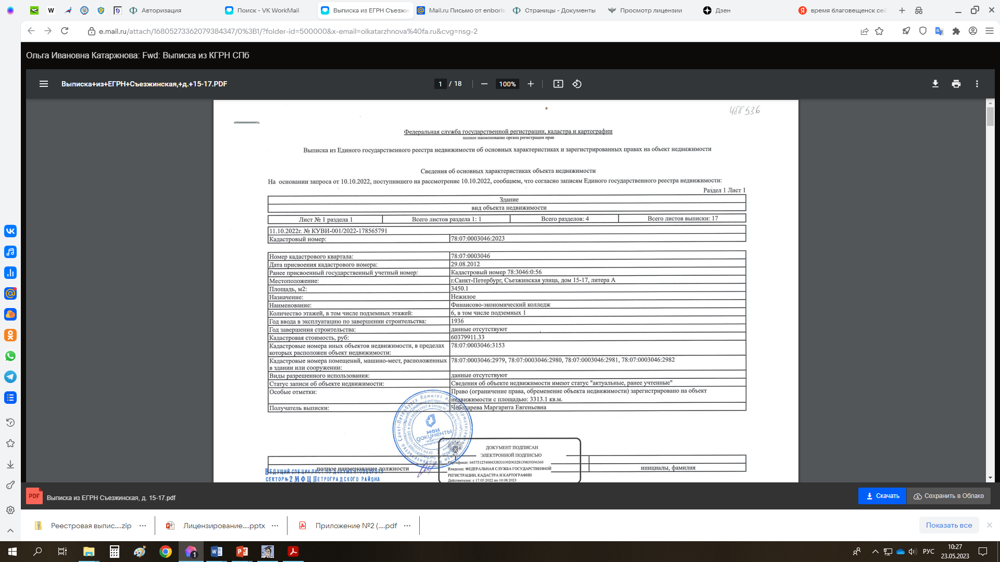 Авторизация
Поиск - VK WorkMail
Выписка из ЕГРН Съезжин
Mail.ru Письмо от enboris
Страницы - Документы
Просмотр лицензии
Дзен
время благовещенск сей
e.mail.ru/attach/16805273362079384347/0%3B1/?folder-id=500000&x-email=oikatarzhnova%40fa.ru&cvg=nsg-2
Ольга Ивановна Катаржнова: Fwd: Выписка из КГРН СПб
Выписка+из+ЕГРН+Съезжинская,+д.+15-17.PDF
1 / 18
100%
488536
Федеральная служба государственной регистрации, кадастра и картографии
полное наименование органа регистрации прав
Выписка из Единого государственного реестра недвижимости об основных характеристиках и зарегистрированных правах на объект недвижимости
Сведения об основных характеристиках объекта недвижимости
На основании запроса от 10.10.2022, поступившего на рассмотрение 10.10.2022, сообщаем, что согласно записям Единого государственного реестра недвижимости:
Раздел 1 Лист 1
Здание
вид объекта недвижимости
Лист № 1 раздела 1 Всего листов раздела 1: 1 Всего разделов: 4 Всего листов выписки: 17
11.10.2022г. № КУВИ-001/2022-178565791
Кадастровый номер: 78:07:0003046:2023
Номер кадастрового квартала: 78:07:0003046
Дата присвоения кадастрового номера: 29.08.2012
Ранее присвоенный государственный учетный номер: Кадастровый номер 78:3046:0:56
Местоположение: г.Санкт-Петербург, Съезжинская улица, дом 15-17, литера А
Площадь, м2: 3450.1
Назначение: Нежилое
Наименование: Финансово-экономический колледж
Количество этажей, в том числе подземных этажей: 6, в том числе подземных 1
Год ввода в эксплуатацию по завершении строительства: 1936
Год завершения строительства: данные отсутствуют
Кадастровая стоимость, руб: 60379911.33
Кадастровые номера иных объектов недвижимости, в пределах которых расположен объект недвижимости: 78:07:0003046:3153
Кадастровые номера помещений, машино-мест, расположенных в здании или сооружении: 78:07:0003046:2979, 78:07:0003046:2980, 78:07:0003046:2981, 78:07:0003046:2982
Виды разрешенного использования: данные отсутствуют
Статус записи об объекте недвижимости: Сведения об объекте недвижимости имеют статус "актуальные, ранее учтенные"
Особые отметки: Право (ограничение права, обременение объекта недвижимости) зарегистрировано на объект
недвижимости с площадью: 3313.1 кв.м.
Получатель выписки: Чеботарева Маргарита Евгеньевна
мои
документы
ДОКУМЕНТ ПОДПИСАН
ЭЛЕКТРОННОЙ ПОДПИСЬЮ
Сертификат: 64575127400433833109200328139839306360
Владелец: ФЕДЕРАЛЬНАЯ СЛУЖБА ГОСУДАРСТВЕННОЙ
РЕГИСТРАЦИИ, КАДАСТРА И КАРТОГРАФИИ
Действителен: с 17.05.2022 по 10.08.2023
полное наименование должности
инициалы, фамилия
ВЕДУЩИЙ СПЕЦИАЛИСТ ПО ДОКУМЕНТООБОРОТУ
СЕКТОР № 2 МФЦ ПЕТРОГРАДСКОГО РАЙОНА
PDF
Выписка из ЕГРН Съезжинская, д. 15-17.pdf
Скачать
Сохранить в Облако
Реестровая выпис....zip
Лицензирование....pptx
Приложение №2 (....pdf
Показать все
РУС
10:27
23.05.2023